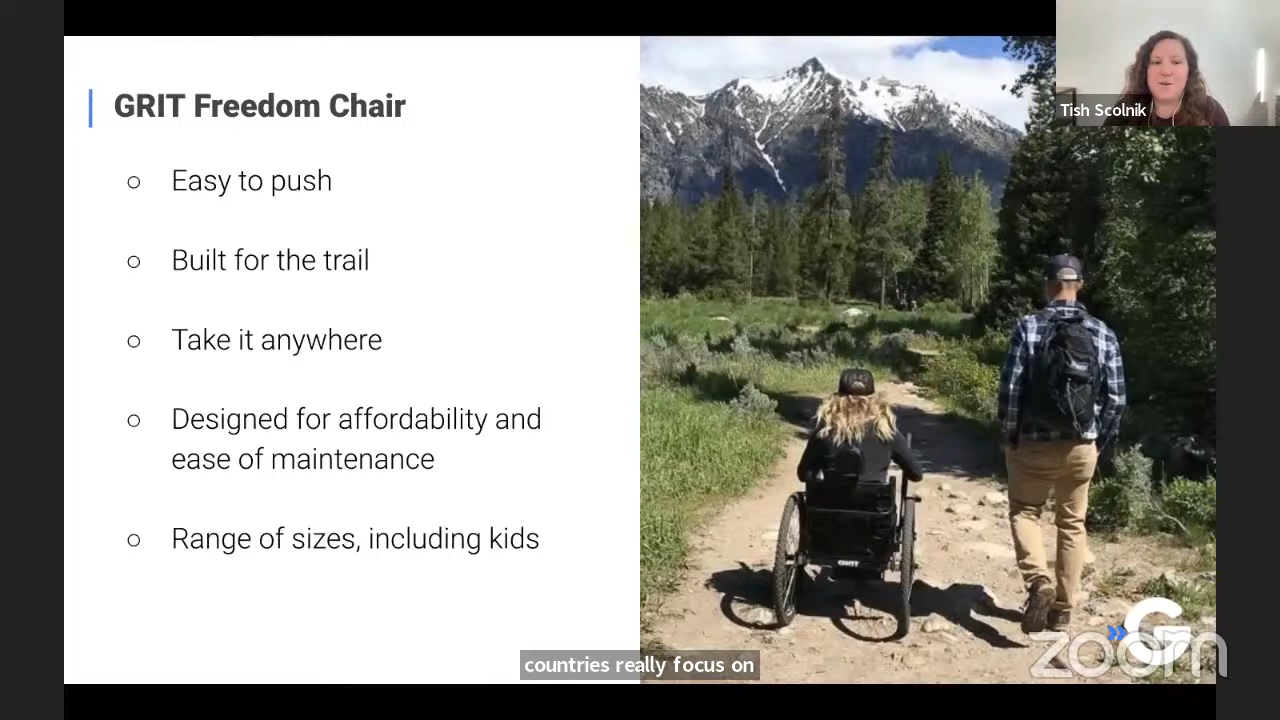 GRIT Freedom Chair
Easy to push
Built for the trail
Take it anywhere
Designed for affordability and
ease of maintenance
Range of sizes, including kids
Tish Scolnik
GRIT
countries really focus on
G
zoom